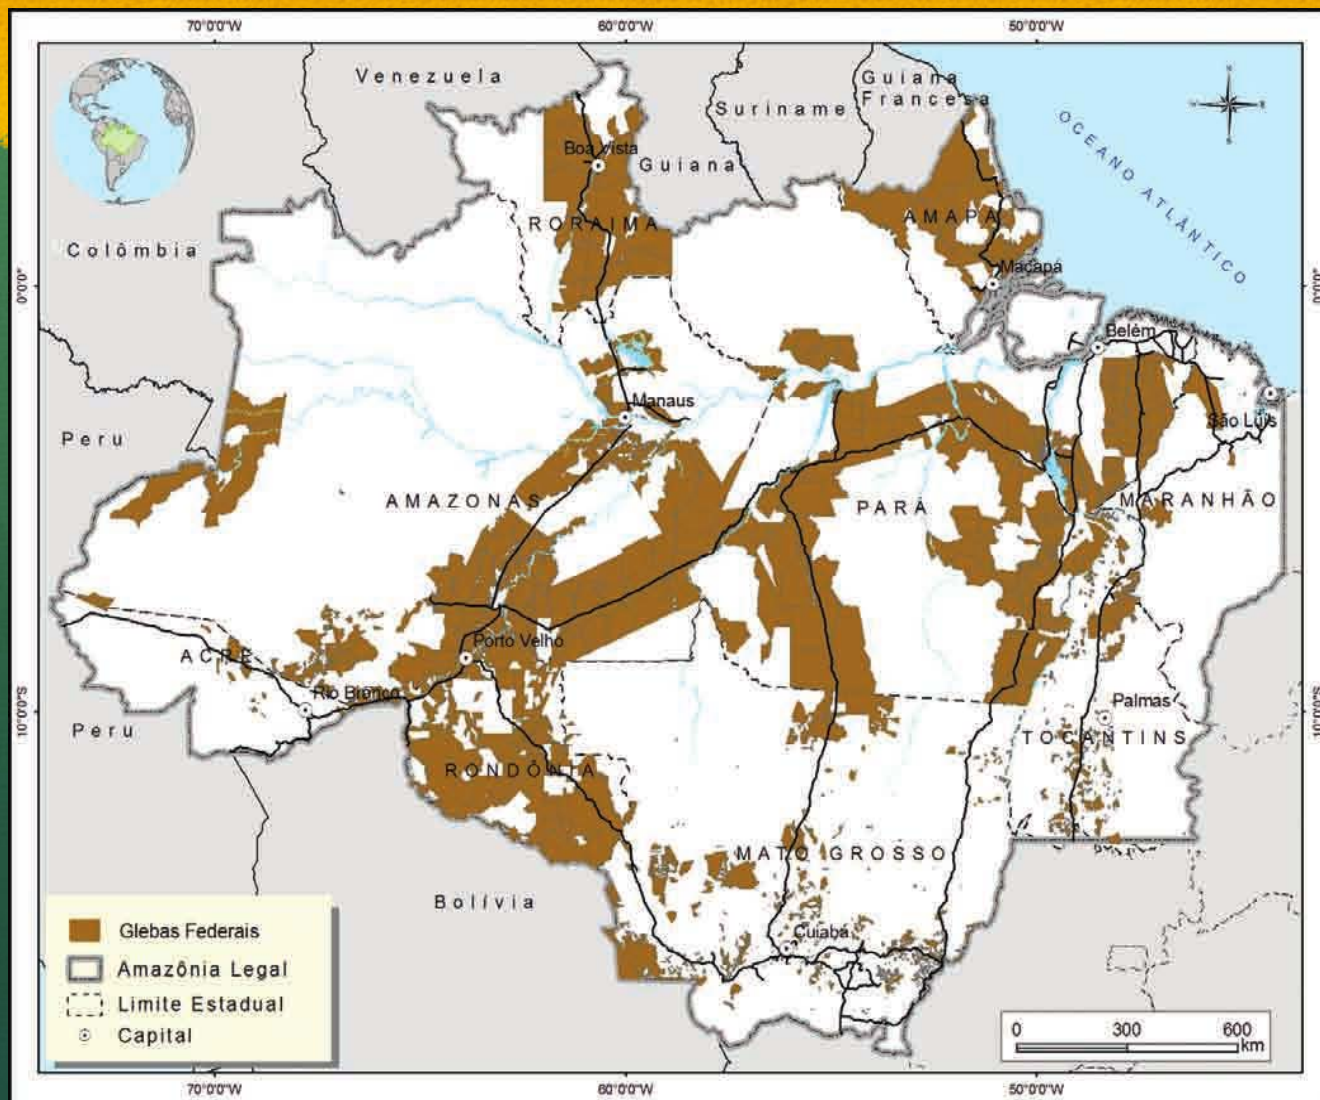 70°0'0"W
60°0'0"W
50°0'0"W
Venezuela
Suriname
Guiana
Francesa
OCEANO ATLÂNTICO
Boa Vista
Guiana
RORAIMA
AMAPÁ
Colômbia
Macapá
0°0'0"
0°0'0"
Belém
Manaus
São Luís
Peru
AMAZONAS
PARÁ
MARANHÃO
Porto Velho
ACRE
Rio Branco
Palmas
10°0'0"S
10°0'0"S
Peru
TOCANTINS
RONDÔNIA
MATO GROSSO
Bolívia
Cuiabá
Glebas Federais
Amazônia Legal
Limite Estadual
Capital
0 300 600
km
70°0'0"W
60°0'0"W
50°0'0"W